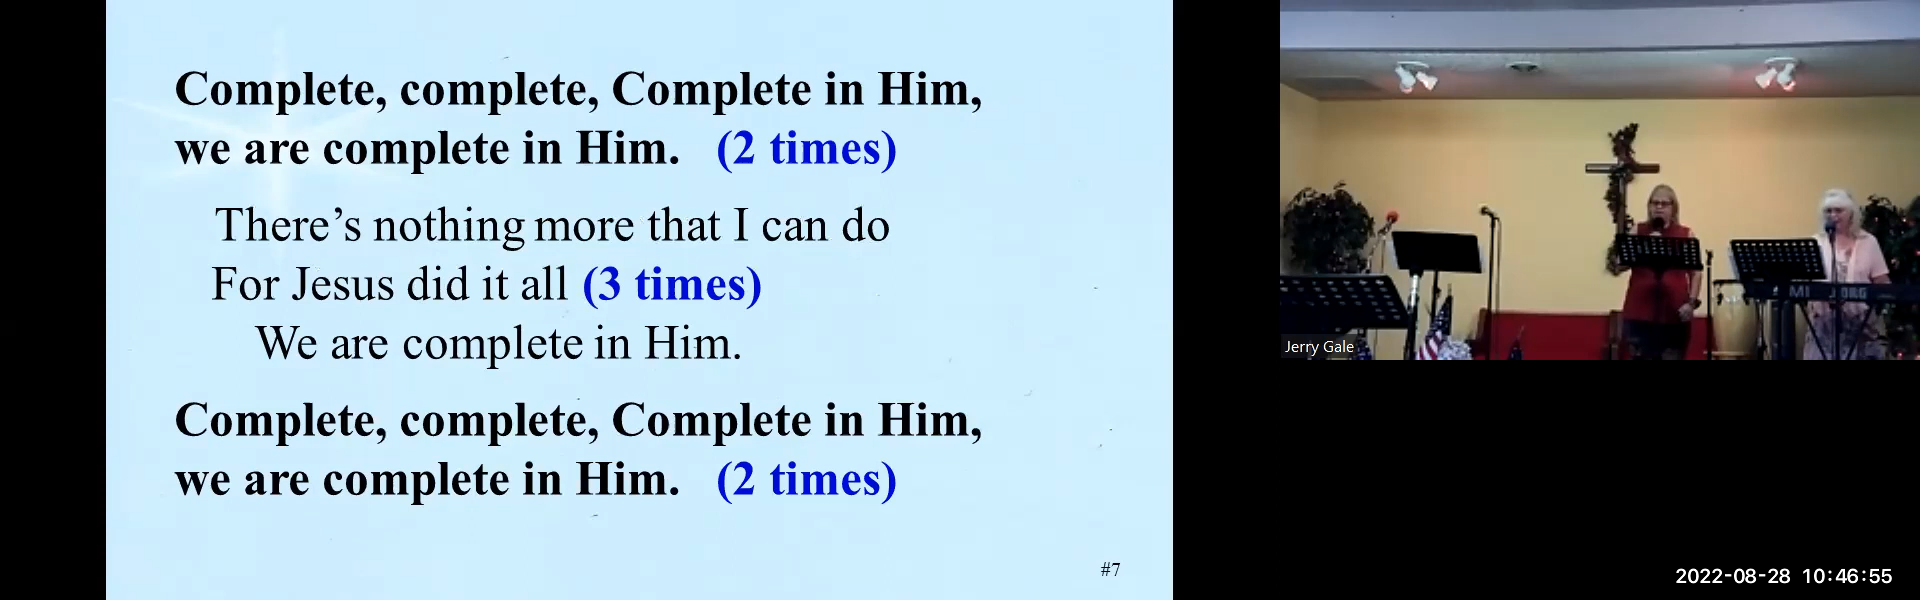 Complete, complete, Complete in Him,
we are complete in Him. (2 times)
There’s nothing more that I can do
For Jesus did it all (3 times)
We are complete in Him.
Complete, complete, Complete in Him,
we are complete in Him. (2 times)
#7
Jerry Gale
2022-08-28 10:46:55